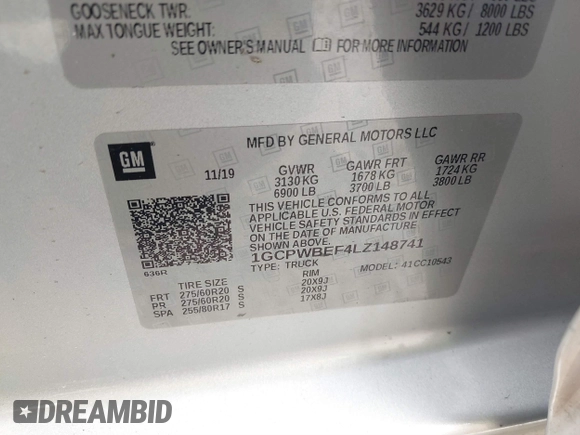 GOOSENECK TWR. 3629 KG / 8000 LBS
MAX TONGUE WEIGHT: 544 KG / 1200 LBS
SEE OWNER'S MANUAL FOR MORE INFORMATION
GM
MFD BY GENERAL MOTORS LLC
11/19 GVWR GAWR FRT GAWR RR
3130 KG 1678 KG 1724 KG
6900 LB 3700 LB 3800 LB
THIS VEHICLE CONFORMS TO ALL APPLICABLE
U.S. FEDERAL MOTOR
VEHICLE SAFETY STANDARDS IN EFFECT
ON THE DATE OF MANUFACTURE
SHOWN ABOVE.
1GCPWBEF4LZ148741
TYPE: TRUCK MODEL: 41CC10543
636R
TIRE SIZE RIM
FRT 275/60R20 S 20X9J
RR 275/60R20 S 20X9J
SPA 255/80R17 S 17X8J
DREAMBID